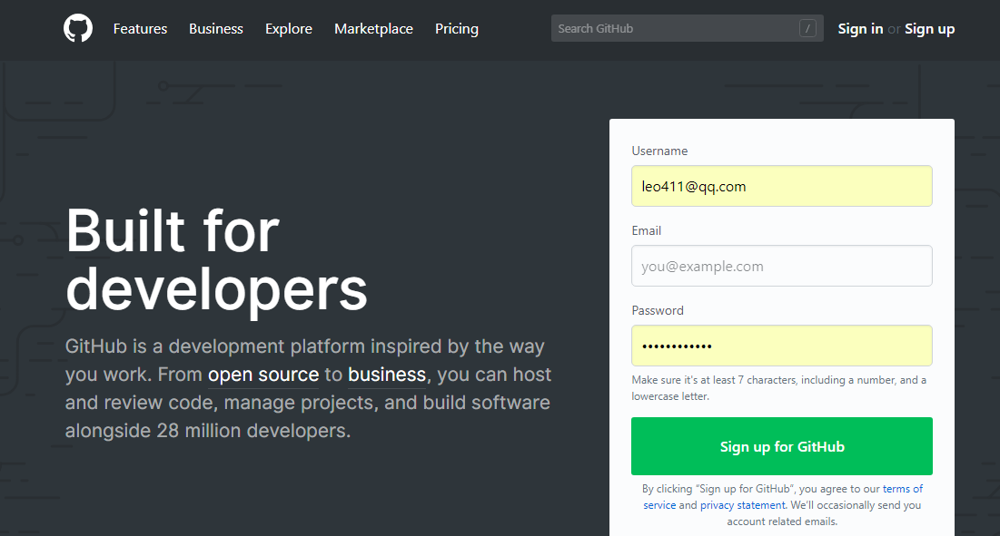 Features Business Explore Marketplace Pricing Search GitHub / Sign in or Sign up
Built for
developers
GitHub is a development platform inspired by the way
you work. From open source to business, you can host
and review code, manage projects, and build software
alongside 28 million developers.
Username
leo411@qq.com
Email
you@example.com
Password
••••••••••••
Make sure it's at least 7 characters, including a number, and a
lowercase letter.
Sign up for GitHub
By clicking “Sign up for GitHub”, you agree to our terms of
service and privacy statement. We’ll occasionally send you
account related emails.